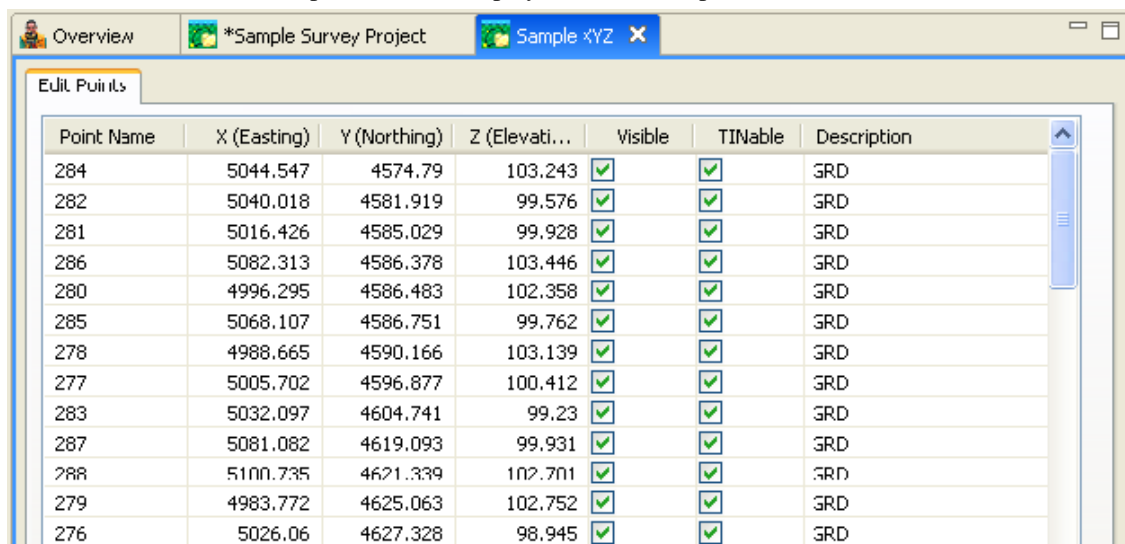 Overview *Sample Survey Project Sample XYZ
Edit Points
Point Name X (Easting) Y (Northing) Z (Elevati... Visible TINable Description
284 5044.547 4574.79 103.243 GRD
282 5040.018 4581.919 99.576 GRD
281 5016.426 4585.029 99.928 GRD
286 5082.313 4586.378 103.446 GRD
280 4996.295 4586.483 102.358 GRD
285 5068.107 4586.751 99.762 GRD
278 4988.665 4590.166 103.139 GRD
277 5005.702 4596.877 100.412 GRD
283 5032.097 4604.741 99.23 GRD
287 5081.082 4619.093 99.931 GRD
288 5100.735 4621.339 102.701 GRD
279 4983.772 4625.063 102.752 GRD
276 5026.06 4627.328 98.945 GRD